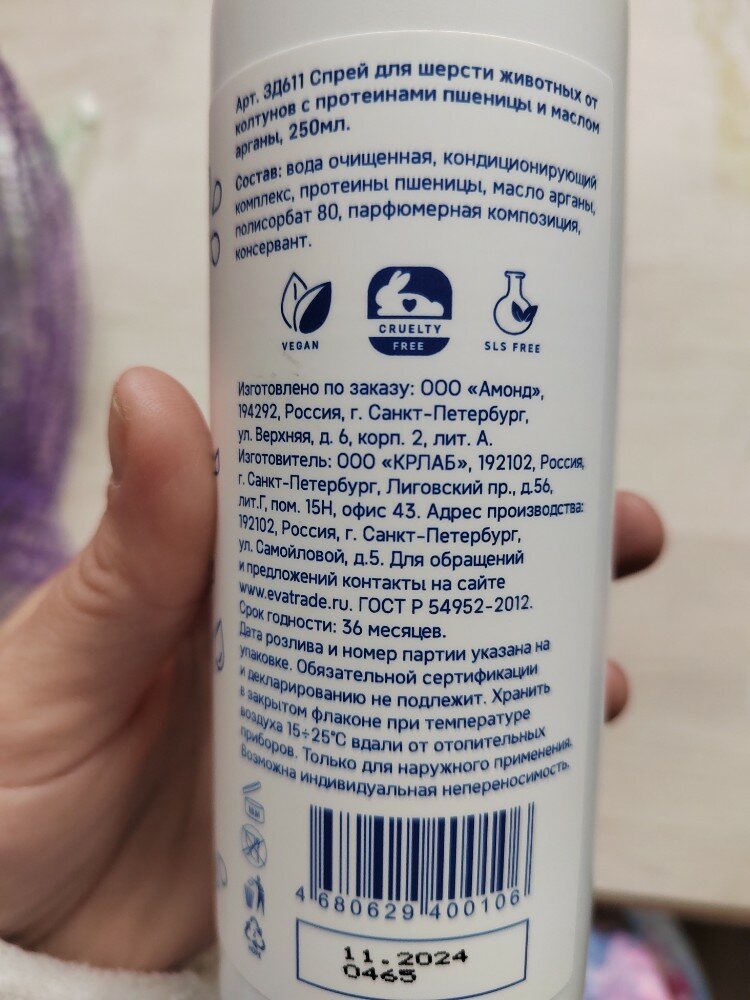 Арт. ЗД611 Спрей для шерсти животных от
колтунов с протеинами пшеницы и маслом
арганы, 250мл.
Состав: вода очищенная, кондиционирующий
комплекс, протеины пшеницы, масло арганы,
полисорбат 80, парфюмерная композиция,
консервант.
VEGAN
CRUELTY
FREE
SLS FREE
Изготовлено по заказу: ООО «Амонд»,
194292, Россия, г. Санкт-Петербург,
ул. Верхняя, д. 6, корп. 2, лит. А.
Изготовитель: ООО «КРЛАБ», 192102, Россия,
г. Санкт-Петербург, Лиговский пр., д.56,
лит.Г, пом. 15Н, офис 43. Адрес производства:
192102, Россия, г. Санкт-Петербург,
ул. Самойловой, д.5. Для обращений
и предложений контакты на сайте
www.evatrade.ru. ГОСТ Р 54952-2012.
Срок годности: 36 месяцев.
Дата розлива и номер партии указана на
упаковке. Обязательной сертификации
и декларированию не подлежит. Хранить
в закрытом флаконе при температуре
воздуха 15÷25°С вдали от отопительных
приборов. Только для наружного применения.
Возможна индивидуальная непереносимость.
4 680629 400106
11.2024
0465